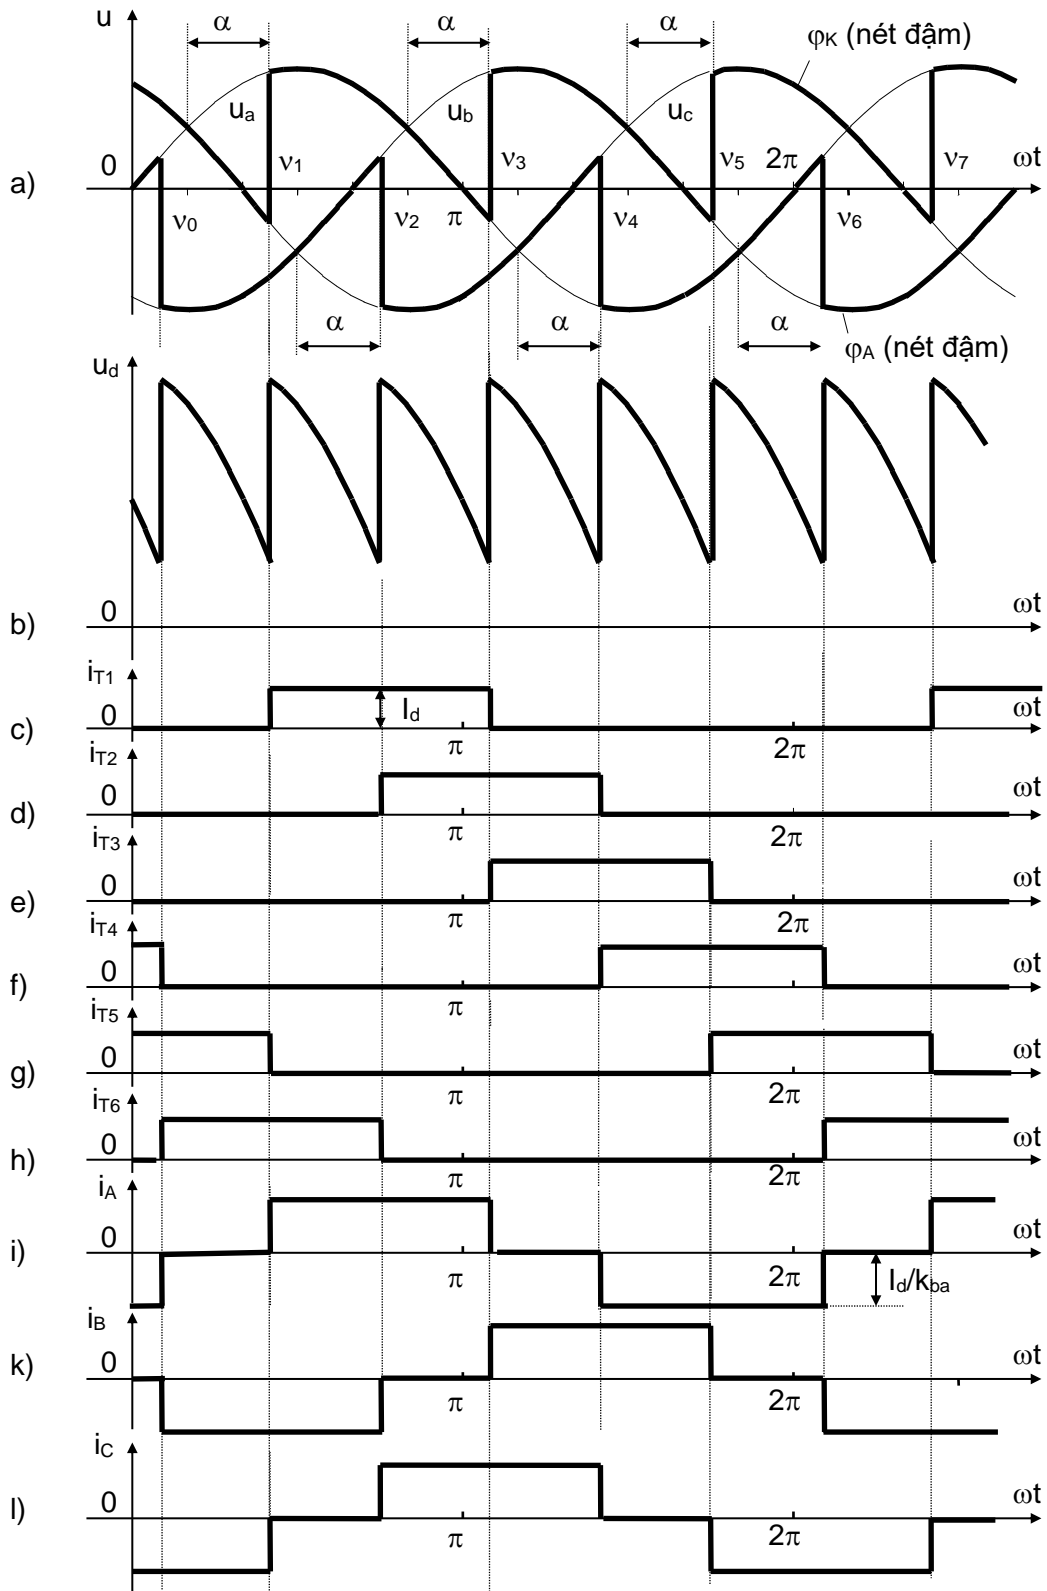 u
α α α
φK (nét đậm)
ua ub uc
0 ν1 ν3 ν5 2π ν7 ωt
a)
ν0 ν2 π ν4 ν6
α α α
φA (nét đậm)
ud
b) 0 ωt
iT1
c) 0 Id ωt
π 2π
iT2
d) 0 ωt
π 2π
iT3
e) 0 ωt
π 2π
iT4
f) 0 ωt
π
iT5
g) 0 ωt
π 2π
iT6
h) 0 ωt
π 2π
iA
i) 0 ωt
π 2π Id/kba
iB
k) 0 ωt
π 2π
iC
l) 0 ωt
π 2π